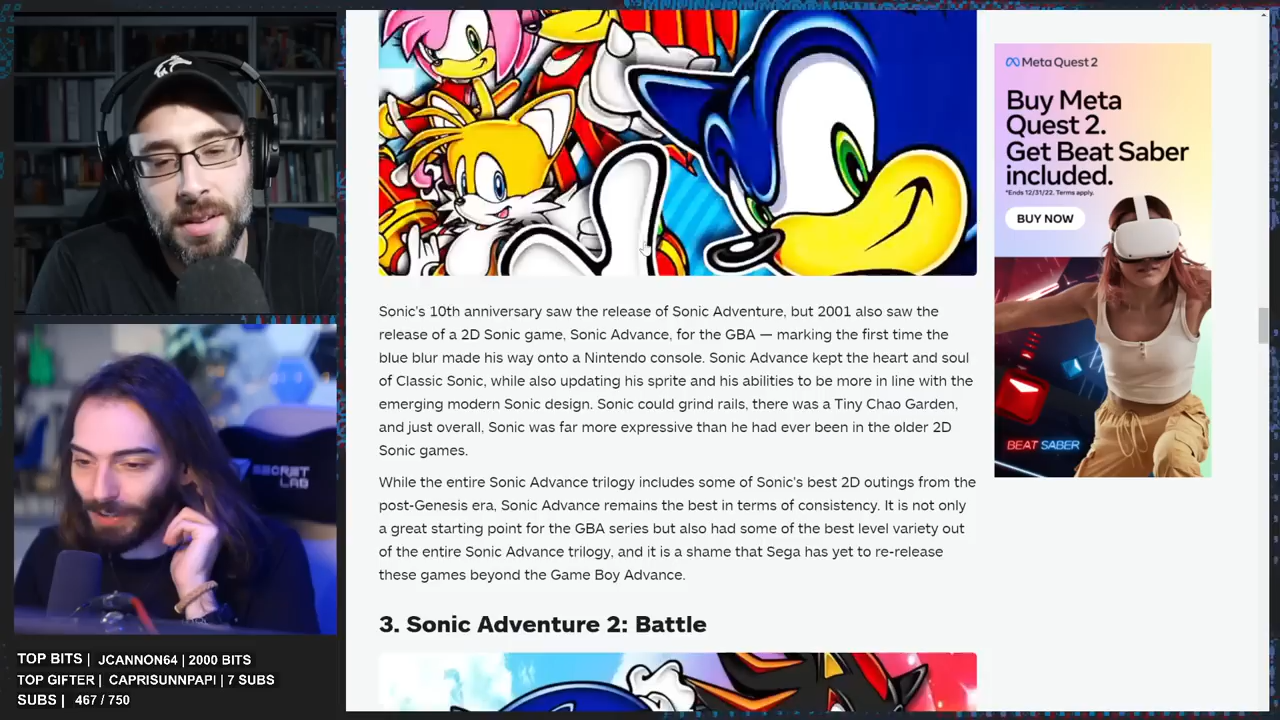 Sonic's 10th anniversary saw the release of Sonic Adventure, but 2001 also saw the
release of a 2D Sonic game, Sonic Advance, for the GBA — marking the first time the
blue blur made his way onto a Nintendo console. Sonic Advance kept the heart and soul
of Classic Sonic, while also updating his sprite and his abilities to be more in line with the
emerging modern Sonic design. Sonic could grind rails, there was a Tiny Chao Garden,
and just overall, Sonic was far more expressive than he had ever been in the older 2D
Sonic games.
While the entire Sonic Advance trilogy includes some of Sonic's best 2D outings from the
post-Genesis era, Sonic Advance remains the best in terms of consistency. It is not only
a great starting point for the GBA series but also had some of the best level variety out
of the entire Sonic Advance trilogy, and it is a shame that Sega has yet to re-release
these games beyond the Game Boy Advance.
3. Sonic Adventure 2: Battle
Meta Quest 2
Buy Meta
Quest 2.
Get Beat Saber
included.
*Ends 12/31/22. Terms apply.
BUY NOW
BEAT SABER
SECRET
LAB
TOP BITS | JCANNON64 | 2000 BITS
TOP GIFTER | CAPRISUNNPAPI | 7 SUBS
SUBS | 467 / 750